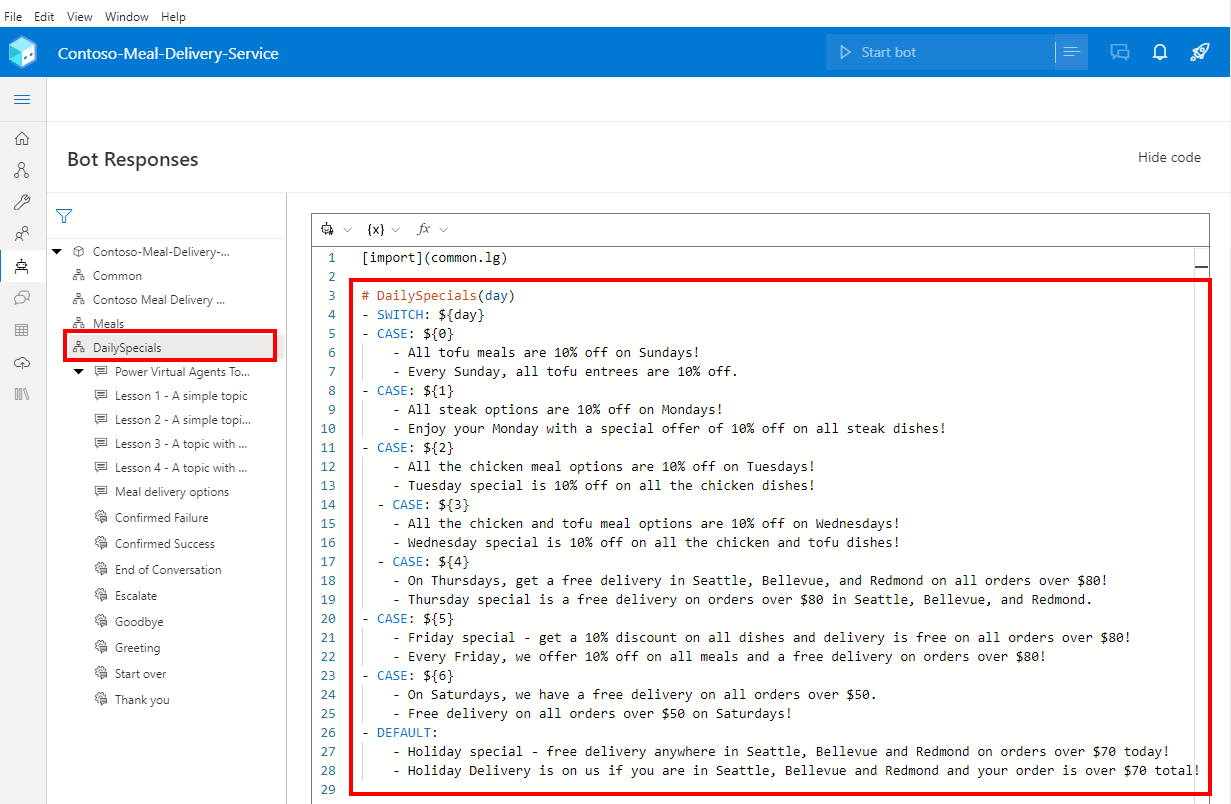 File Edit View Window Help
Contoso-Meal-Delivery-Service
Start bot
Bot Responses
Hide code
Contoso-Meal-Delivery-...
Common
Contoso Meal Delivery ...
Meals
DailySpecials
Power Virtual Agents To...
Lesson 1 - A simple topic
Lesson 2 - A simple topi...
Lesson 3 - A topic with ...
Lesson 4 - A topic with ...
Meal delivery options
Confirmed Failure
Confirmed Success
End of Conversation
Escalate
Goodbye
Greeting
Start over
Thank you
{x} fx
1 [import](common.lg)
2
3 # DailySpecials(day)
4 - SWITCH: ${day}
5 - CASE: ${0}
6 - All tofu meals are 10% off on Sundays!
7 - Every Sunday, all tofu entrees are 10% off.
8 - CASE: ${1}
9 - All steak options are 10% off on Mondays!
10 - Enjoy your Monday with a special offer of 10% off on all steak dishes!
11 - CASE: ${2}
12 - All the chicken meal options are 10% off on Tuesdays!
13 - Tuesday special is 10% off on all the chicken dishes!
14 - CASE: ${3}
15 - All the chicken and tofu meal options are 10% off on Wednesdays!
16 - Wednesday special is 10% off on all the chicken and tofu dishes!
17 - CASE: ${4}
18 - On Thursdays, get a free delivery in Seattle, Bellevue, and Redmond on all orders over $80!
19 - Thursday special is a free delivery on orders over $80 in Seattle, Bellevue, and Redmond.
20 - CASE: ${5}
21 - Friday special - get a 10% discount on all dishes and delivery is free on all orders over $80!
22 - Every Friday, we offer 10% off on all meals and a free delivery on orders over $80!
23 - CASE: ${6}
24 - On Saturdays, we have a free delivery on all orders over $50.
25 - Free delivery on all orders over $50 on Saturdays!
26 - DEFAULT:
27 - Holiday special - free delivery anywhere in Seattle, Bellevue and Redmond on orders over $70 today!
28 - Holiday Delivery is on us if you are in Seattle, Bellevue and Redmond and your order is over $70 total!
29